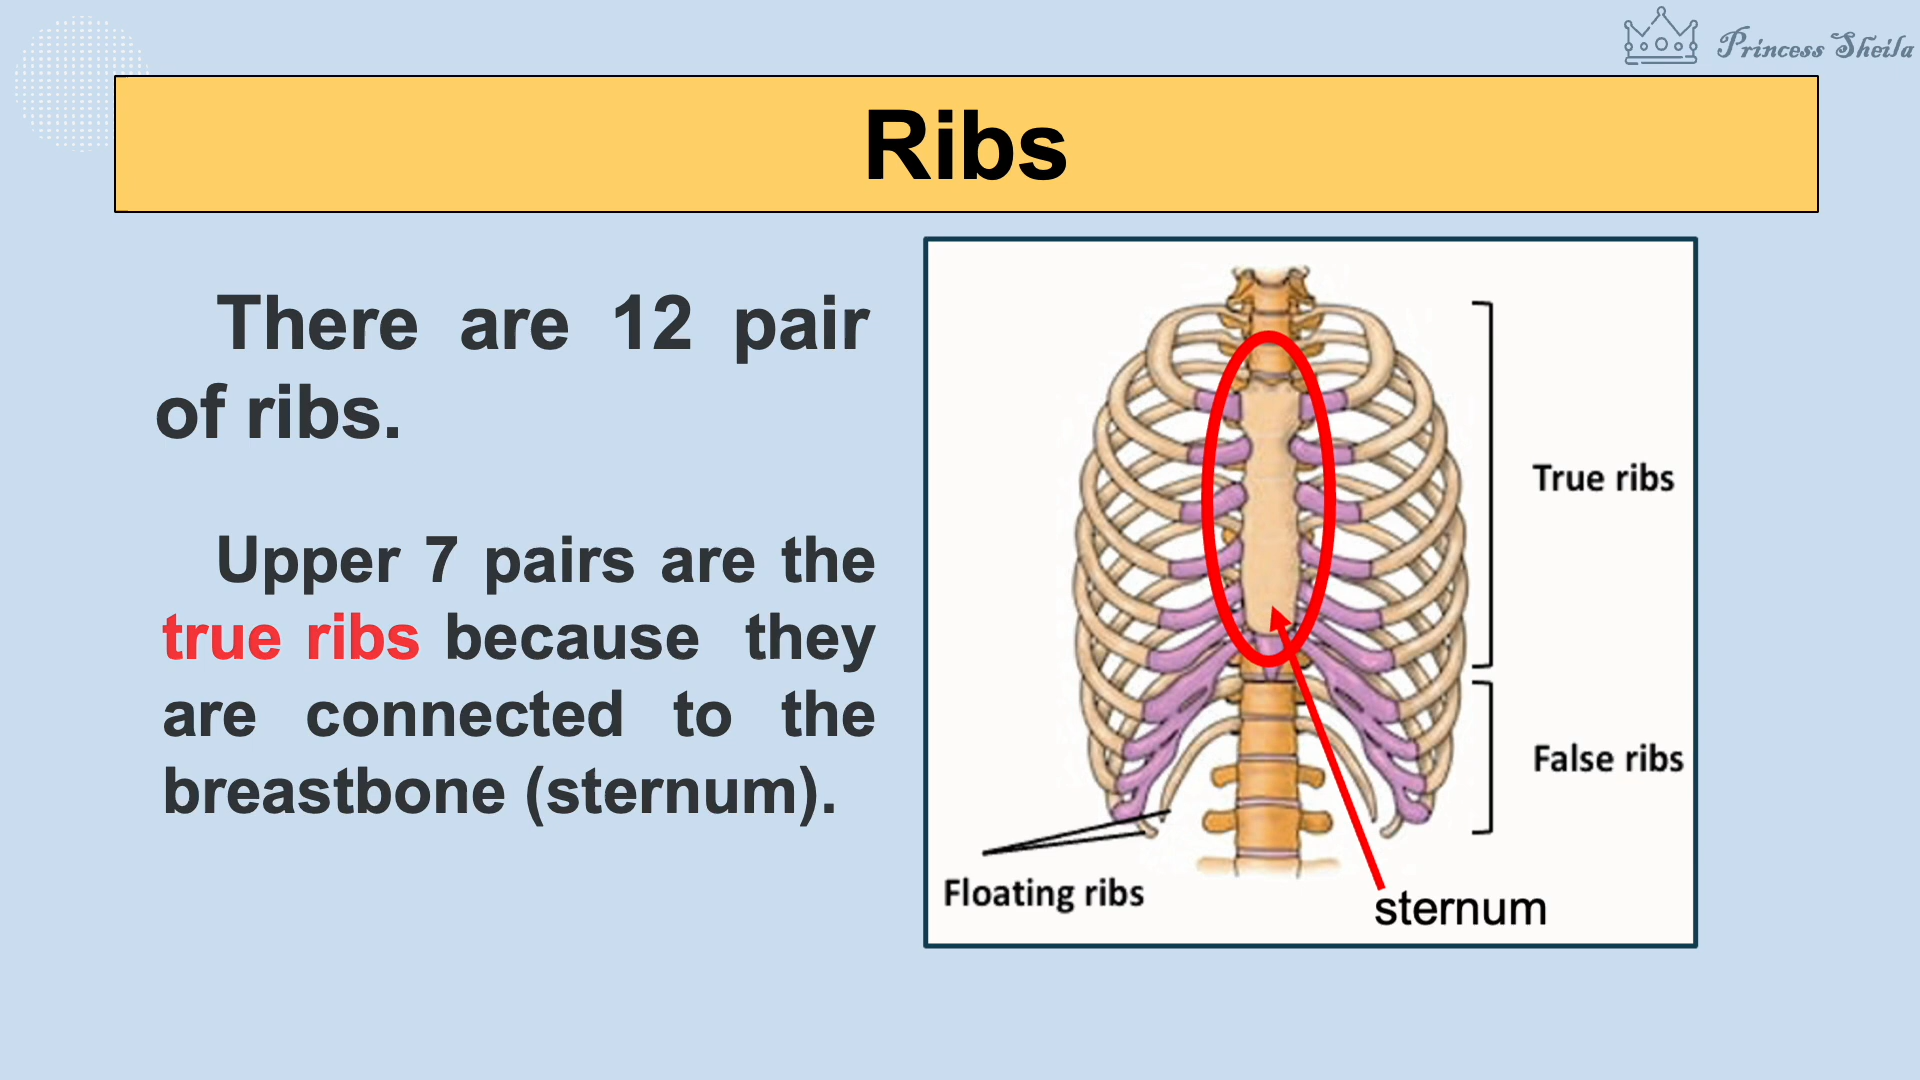 Princess Sheila
Ribs
There are 12 pair
of ribs.
Upper 7 pairs are the
true ribs because they
are connected to the
breastbone (sternum).
True ribs
False ribs
Floating ribs
sternum